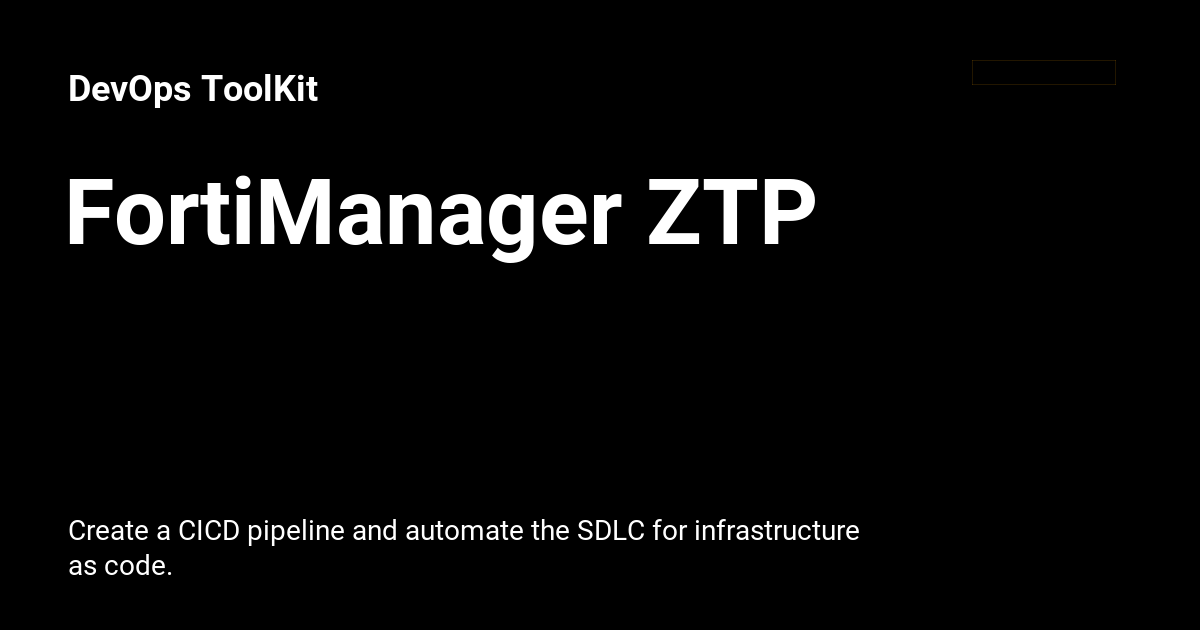 DevOps ToolKit
FortiManager ZTP
Create a CICD pipeline and automate the SDLC for infrastructure
as code.